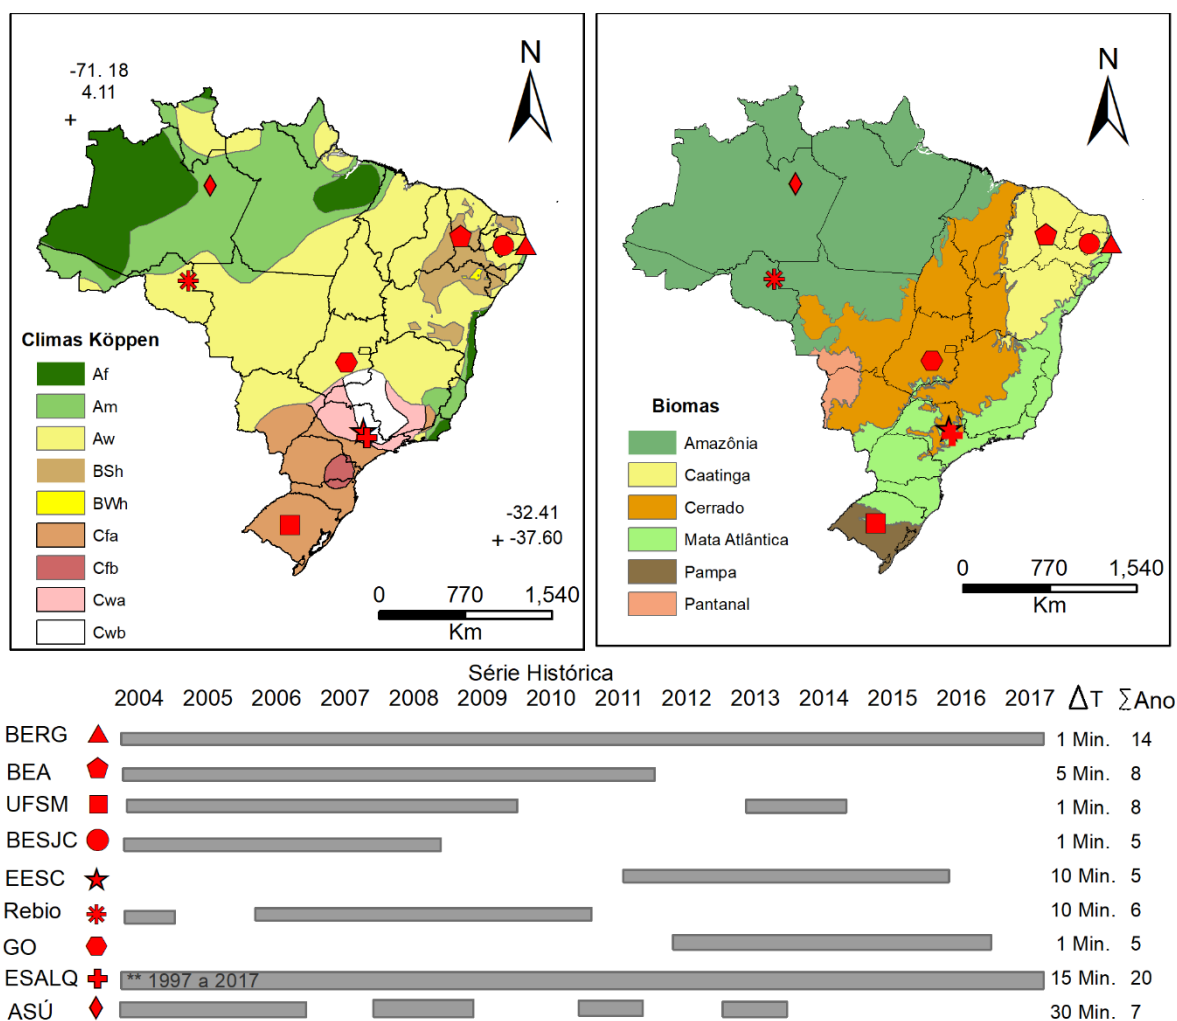 N
-71. 18
4.11
+
Climas Köppen
Af
Am
Aw
BSh
BWh
Cfa
Cfb
Cwa
Cwb
-32.41
+ -37.60
0 770 1,540
Km
N
Biomas
Amazônia
Caatinga
Cerrado
Mata Atlântica
Pampa
Pantanal
0 770 1,540
Km
Série Histórica
2004 2005 2006 2007 2008 2009 2010 2011 2012 2013 2014 2015 2016 2017 ΔT ΣAno
BERG 1 Min. 14
BEA 5 Min. 8
UFSM 1 Min. 8
BESJC 1 Min. 5
EESC 10 Min. 5
Rebio 10 Min. 6
GO 1 Min. 5
ESALQ ** 1997 a 2017 15 Min. 20
ASÚ 30 Min. 7